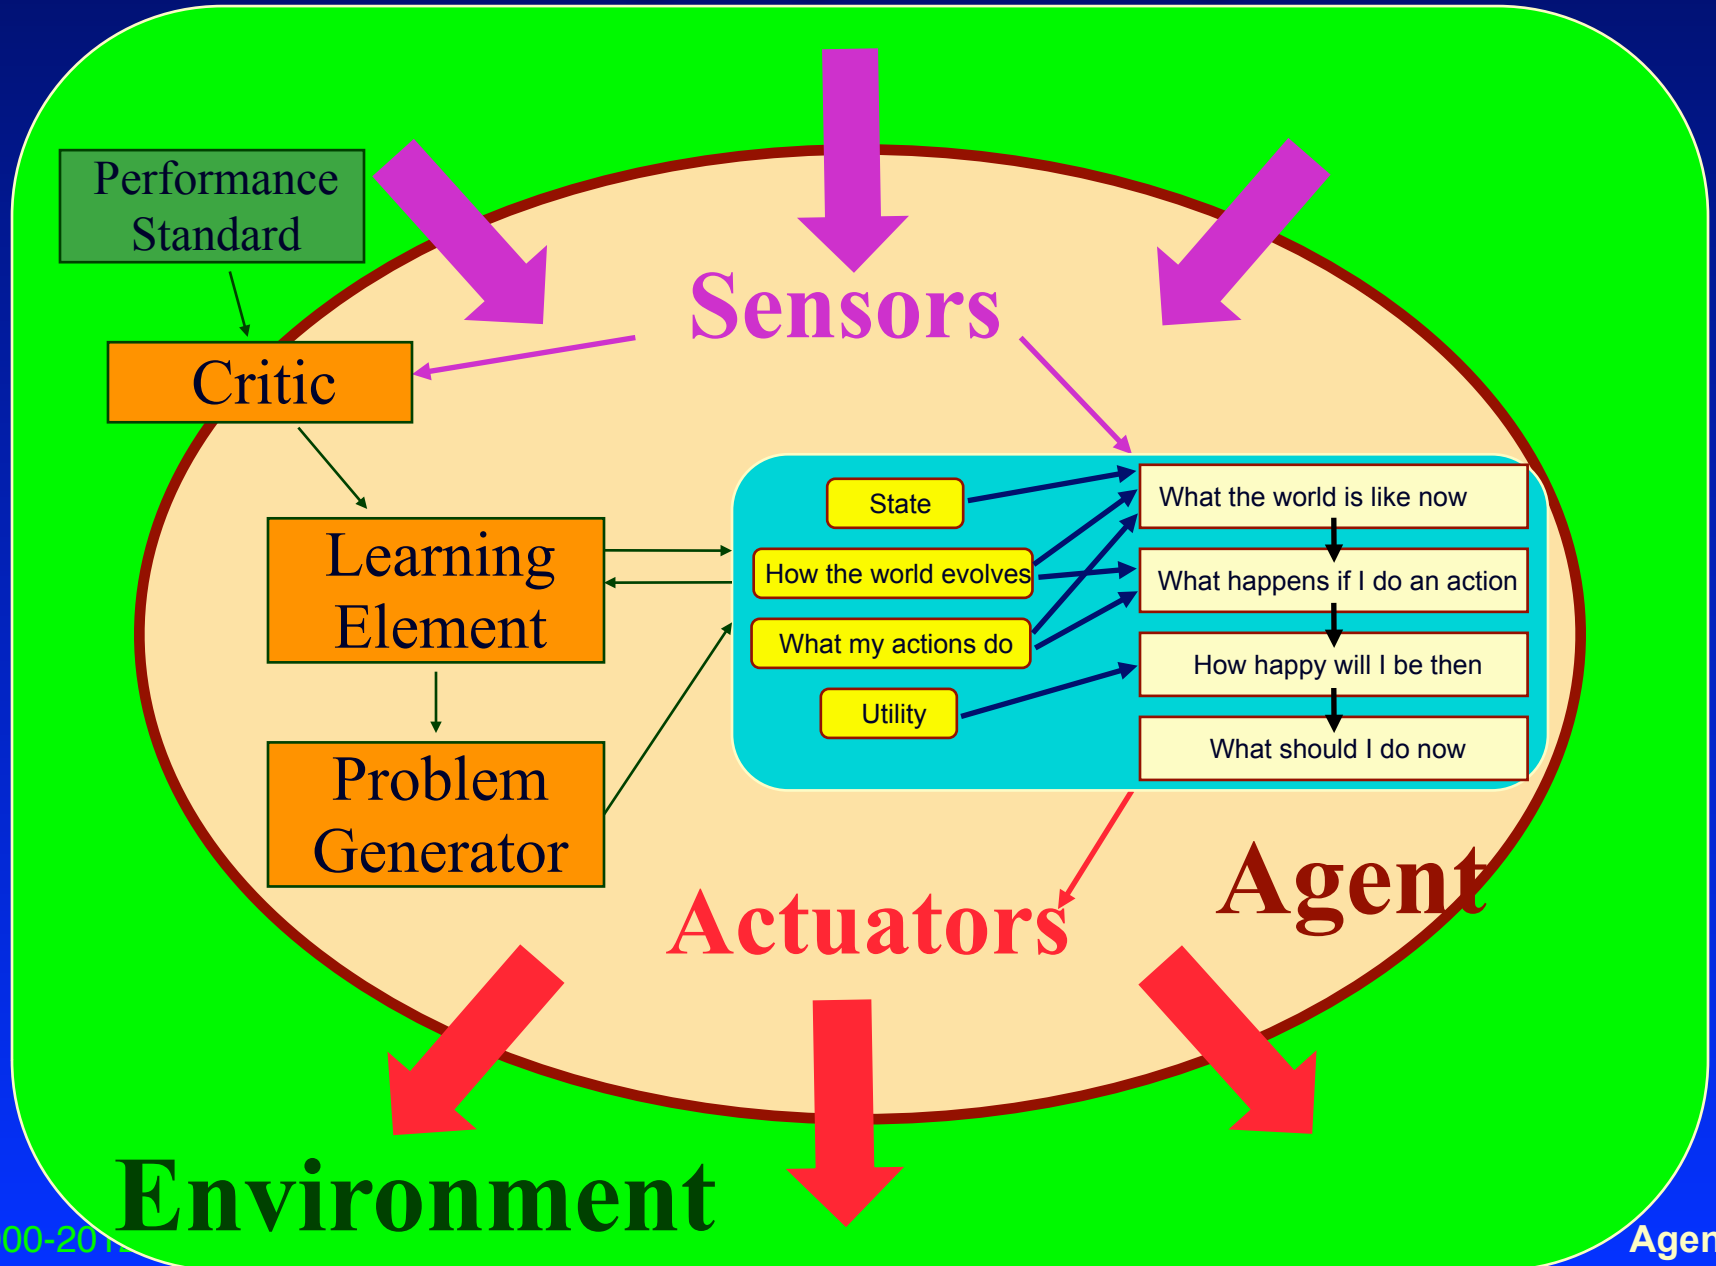 Performance
Standard
Sensors
Critic
State
What the world is like now
Learning
Element
How the world evolves
What happens if I do an action
What my actions do
How happy will I be then
Utility
What should I do now
Problem
Generator
Agent
Actuators
Environment